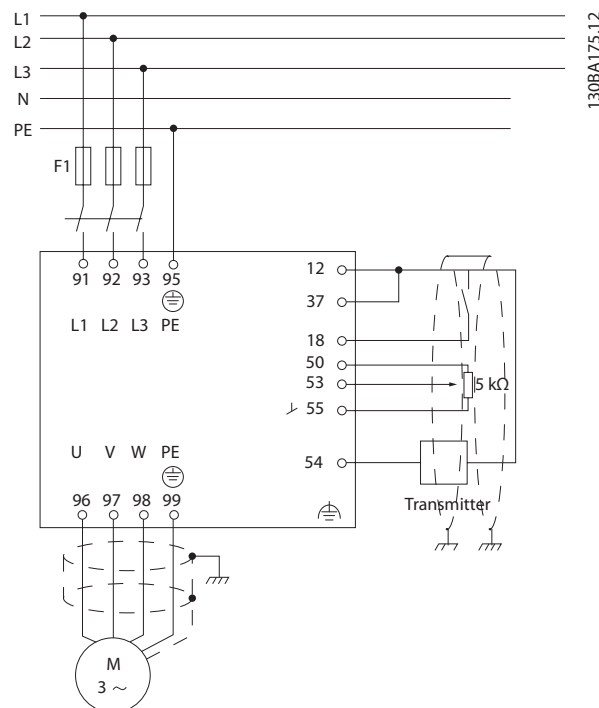 L1
L2
L3
N
PE
130BA175.12
F1
91 92 93 95
L1 L2 L3 PE
12
37
18
50
53
55
54
5 kΩ
Transmitter
U V W PE
96 97 98 99
M
3 ~